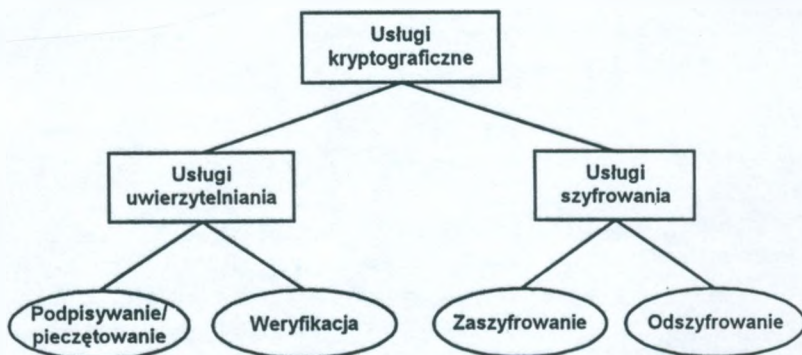 Usługi
kryptograficzne
Usługi
uwierzytelniania
Usługi
szyfrowania
Podpisywanie/
pieczętowanie
Weryfikacja
Zaszyfrowanie
Odszyfrowanie